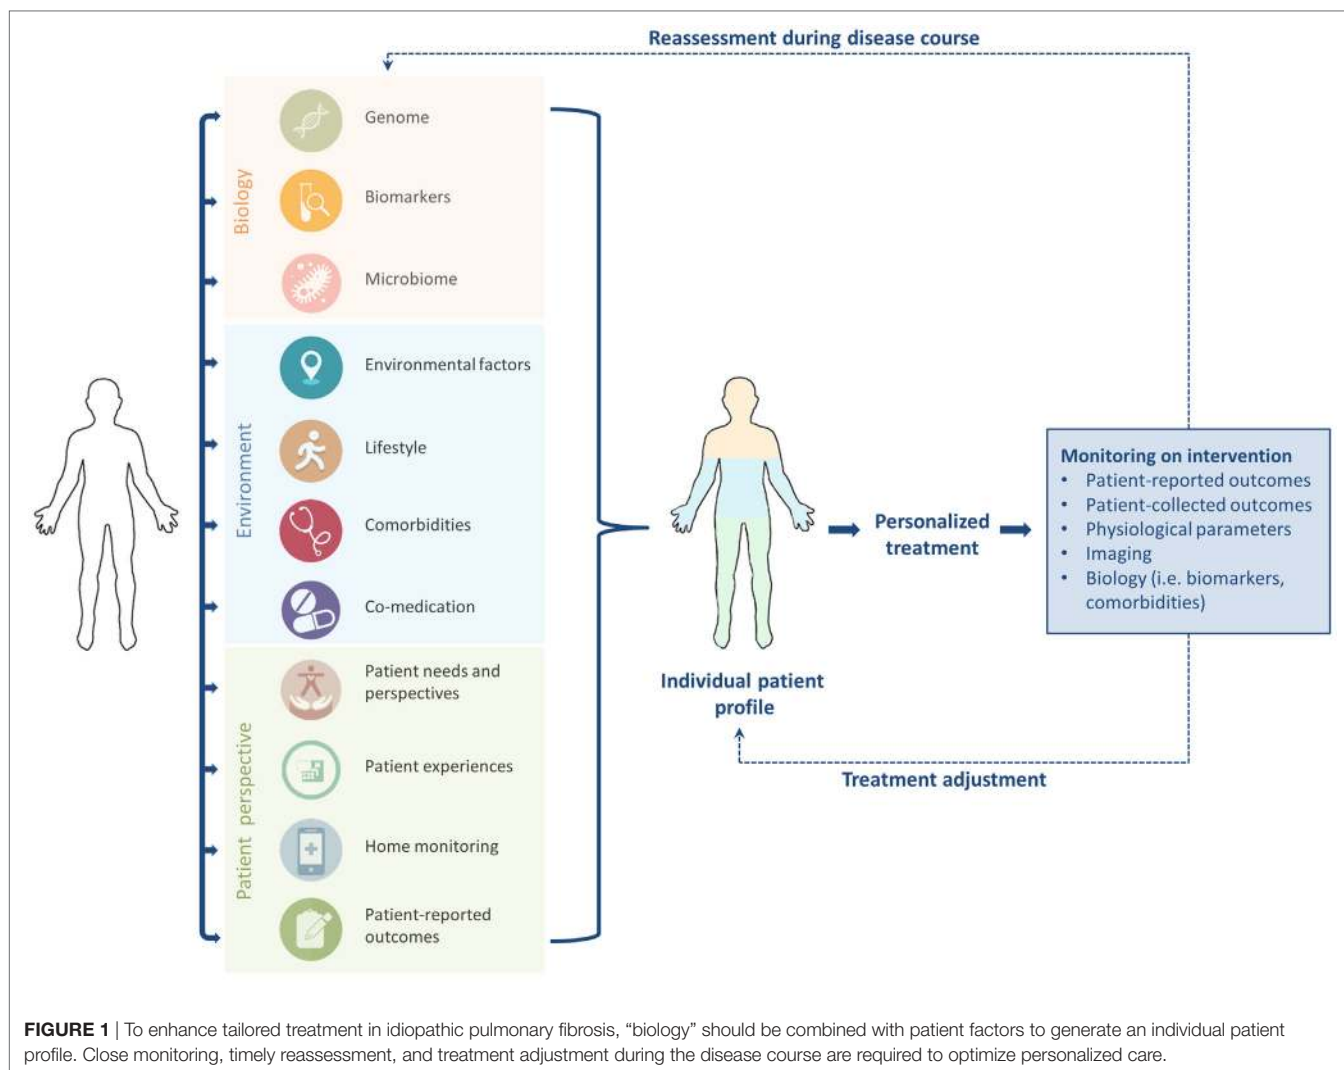 Reassessment during disease course
Biology
Genome
Biomarkers
Microbiome
Environment
Environmental factors
Lifestyle
Comorbidities
Co-medication
Patient perspective
Patient needs and
perspectives
Patient experiences
Home monitoring
Patient-reported
outcomes
Individual patient
profile
Personalized
treatment
Monitoring on intervention
• Patient-reported outcomes
• Patient-collected outcomes
• Physiological parameters
• Imaging
• Biology (i.e. biomarkers,
comorbidities)
Treatment adjustment
FIGURE 1 | To enhance tailored treatment in idiopathic pulmonary fibrosis, “biology” should be combined with patient factors to generate an individual patient
profile. Close monitoring, timely reassessment, and treatment adjustment during the disease course are required to optimize personalized care.